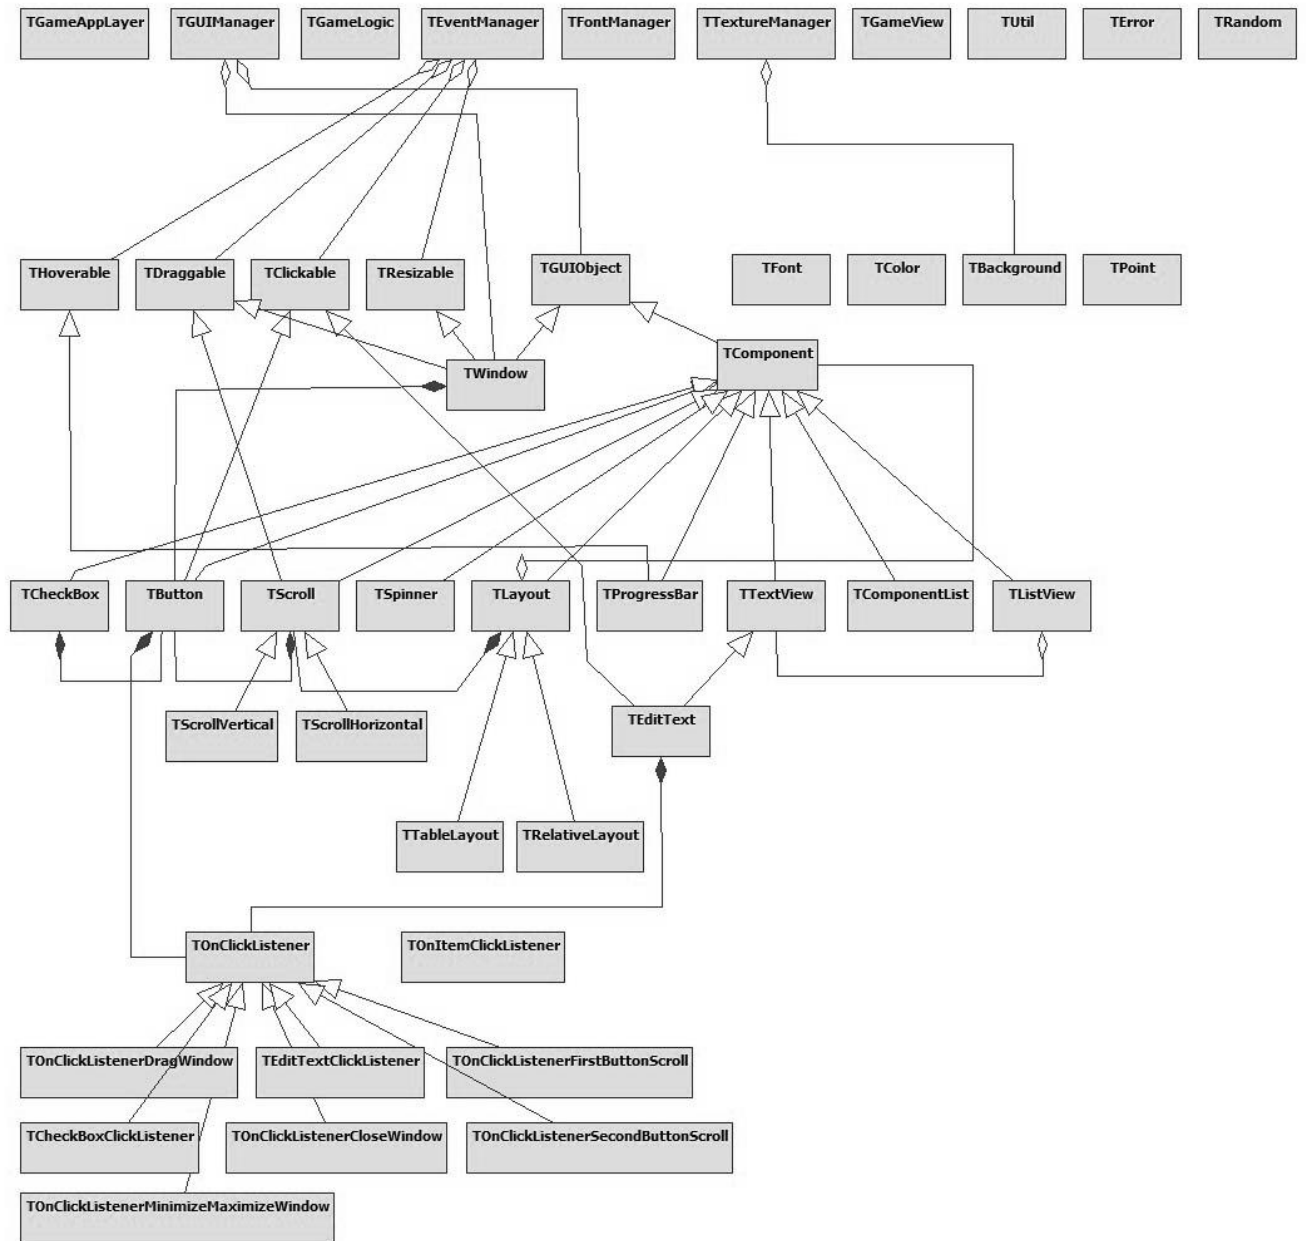 TGameAppLayer
TGUIManager
TGameLogic
TEventManager
TFontManager
TTextureManager
TGameView
TUtil
TError
TRandom
THoverable
TDraggable
TClickable
TResizable
TGUIObject
TFont
TColor
TBackground
TPoint
TComponent
TWindow
TCheckBox
TButton
TScroll
TSpinner
TLayout
TProgressBar
TTextView
TComponentList
TListView
TScrollVertical
TScrollHorizontal
TEditText
TTableLayout
TRelativeLayout
TOnClickListener
TOnItemClickListener
TOnClickListenerDragWindow
TEditTextClickListener
TOnClickListenerFirstButtonScroll
TCheckBoxClickListener
TOnClickListenerCloseWindow
TOnClickListenerSecondButtonScroll
TOnClickListenerMinimizeMaximizeWindow